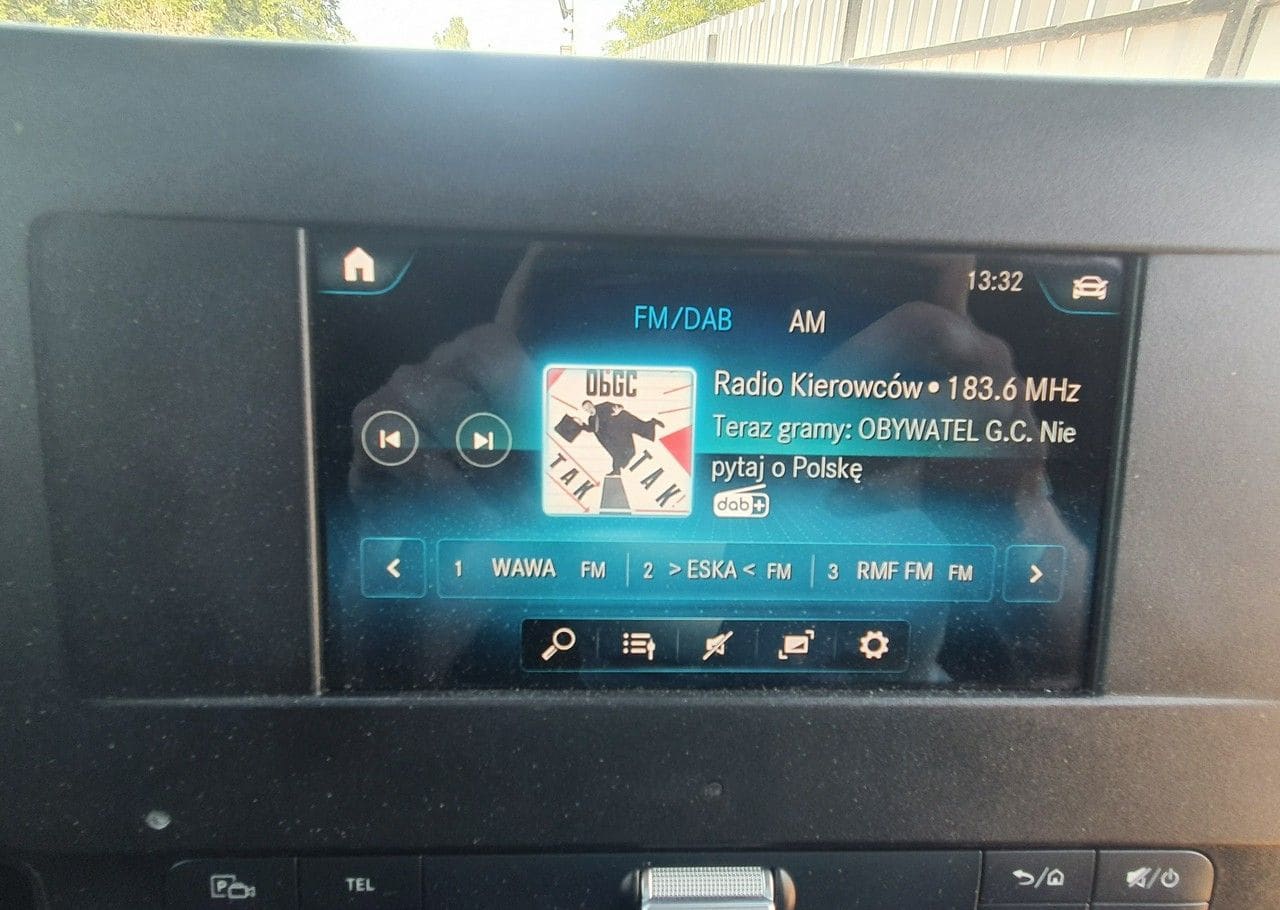 13:32
FM/DAB AM
ОБГС
TAK TAK!
Radio Kierowców • 183.6 MHz
Teraz gramy: OBYWATEL G.C. Nie
pytaj o Polskę
dab+
1 WAWA FM 2 >ESKA< FM 3 RMF FM FM
P
TEL